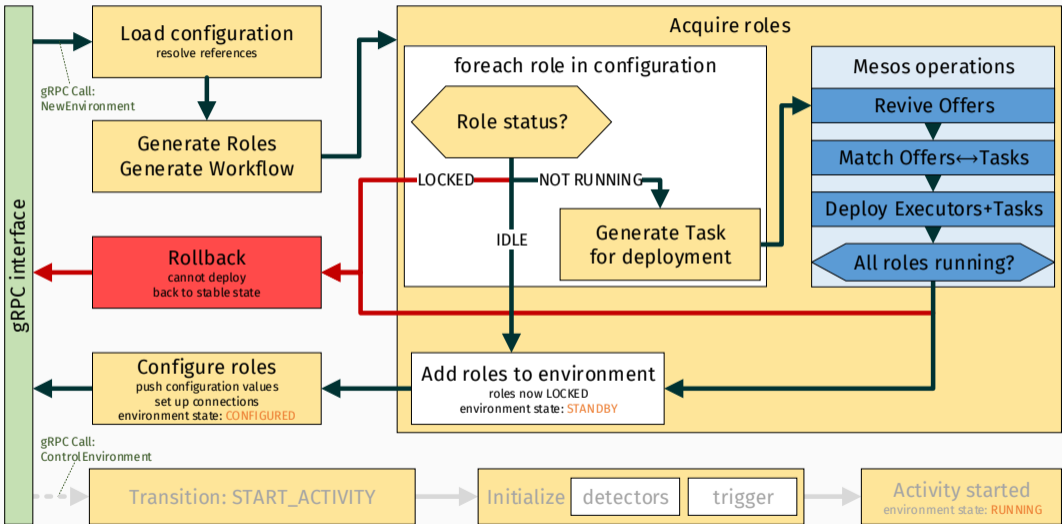 gRPC interface
Load configuration
resolve references
gRPC Call:
NewEnvironment
Generate Roles
Generate Workflow
Acquire roles
foreach role in configuration
Role status?
LOCKED
NOT RUNNING
IDLE
Generate Task
for deployment
Mesos operations
Revive Offers
Match Offers↔Tasks
Deploy Executors+Tasks
All roles running?
Rollback
cannot deploy
back to stable state
Configure roles
push configuration values
set up connections
environment state: CONFIGURED
Add roles to environment
roles now LOCKED
environment state: STANDBY
gRPC Call:
ControlEnvironment
Transition: START_ACTIVITY
Initialize
detectors
trigger
Activity started
environment state: RUNNING